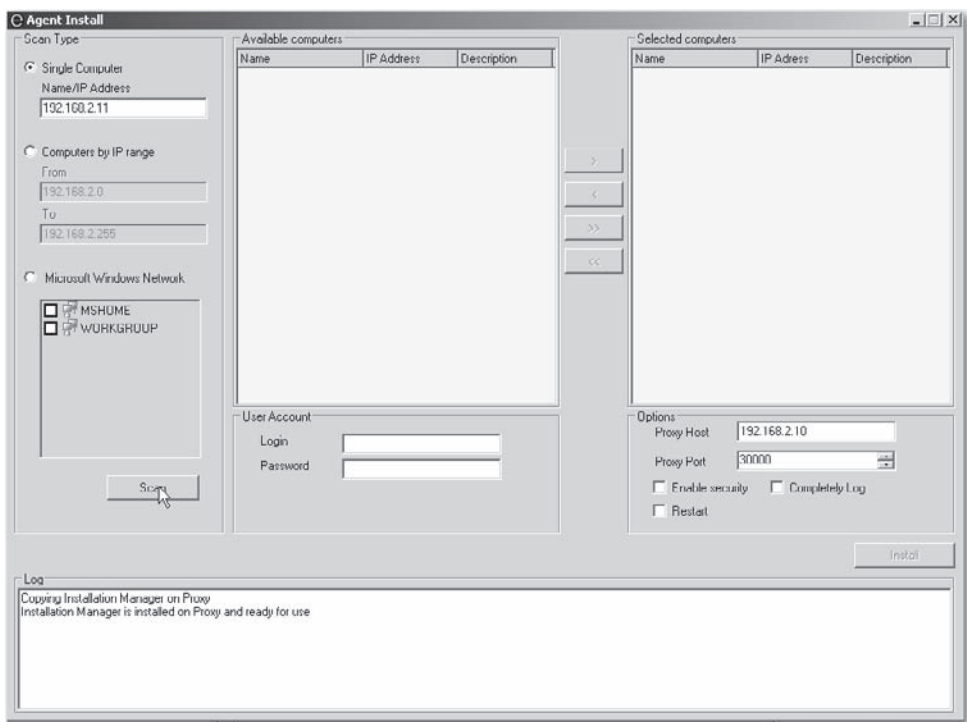 Agent Install
Scan Type
Single Computer
Name/IP Address
192.168.2.11
Computers by IP range
From
192.168.2.0
To
192.168.2.255
Microsoft Windows Network
MSHOME
WORKGROUP
Scan
Available computers
Name IP Address Description
>
<
>>
<<
Selected computers
Name IP Adress Description
User Account
Login
Password
Options
Proxy Host 192.168.2.10
Proxy Port 30000
Enable security Completely Log
Restart
Install
Log
Copying Installation Manager on Proxy
Installation Manager is installed on Proxy and ready for use